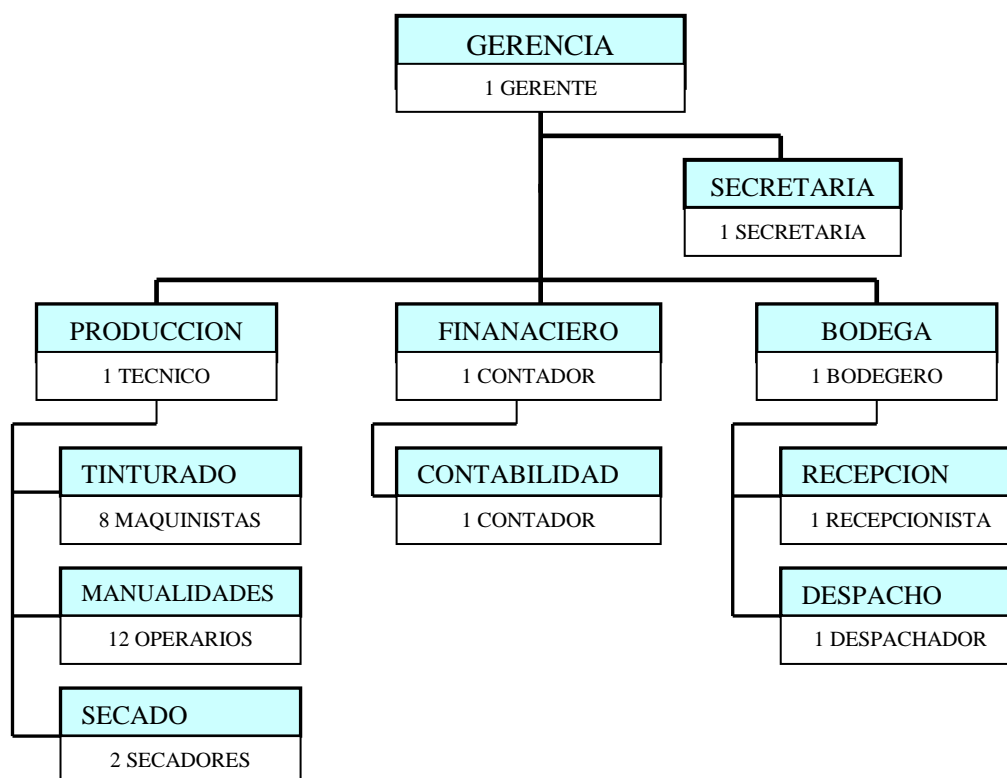 GERENCIA
1 GERENTE
SECRETARIA
1 SECRETARIA
PRODUCCION
1 TECNICO
FINANACIERO
1 CONTADOR
BODEGA
1 BODEGERO
TINTURADO
8 MAQUINISTAS
CONTABILIDAD
1 CONTADOR
RECEPCION
1 RECEPCIONISTA
MANUALIDADES
12 OPERARIOS
DESPACHO
1 DESPACHADOR
SECADO
2 SECADORES